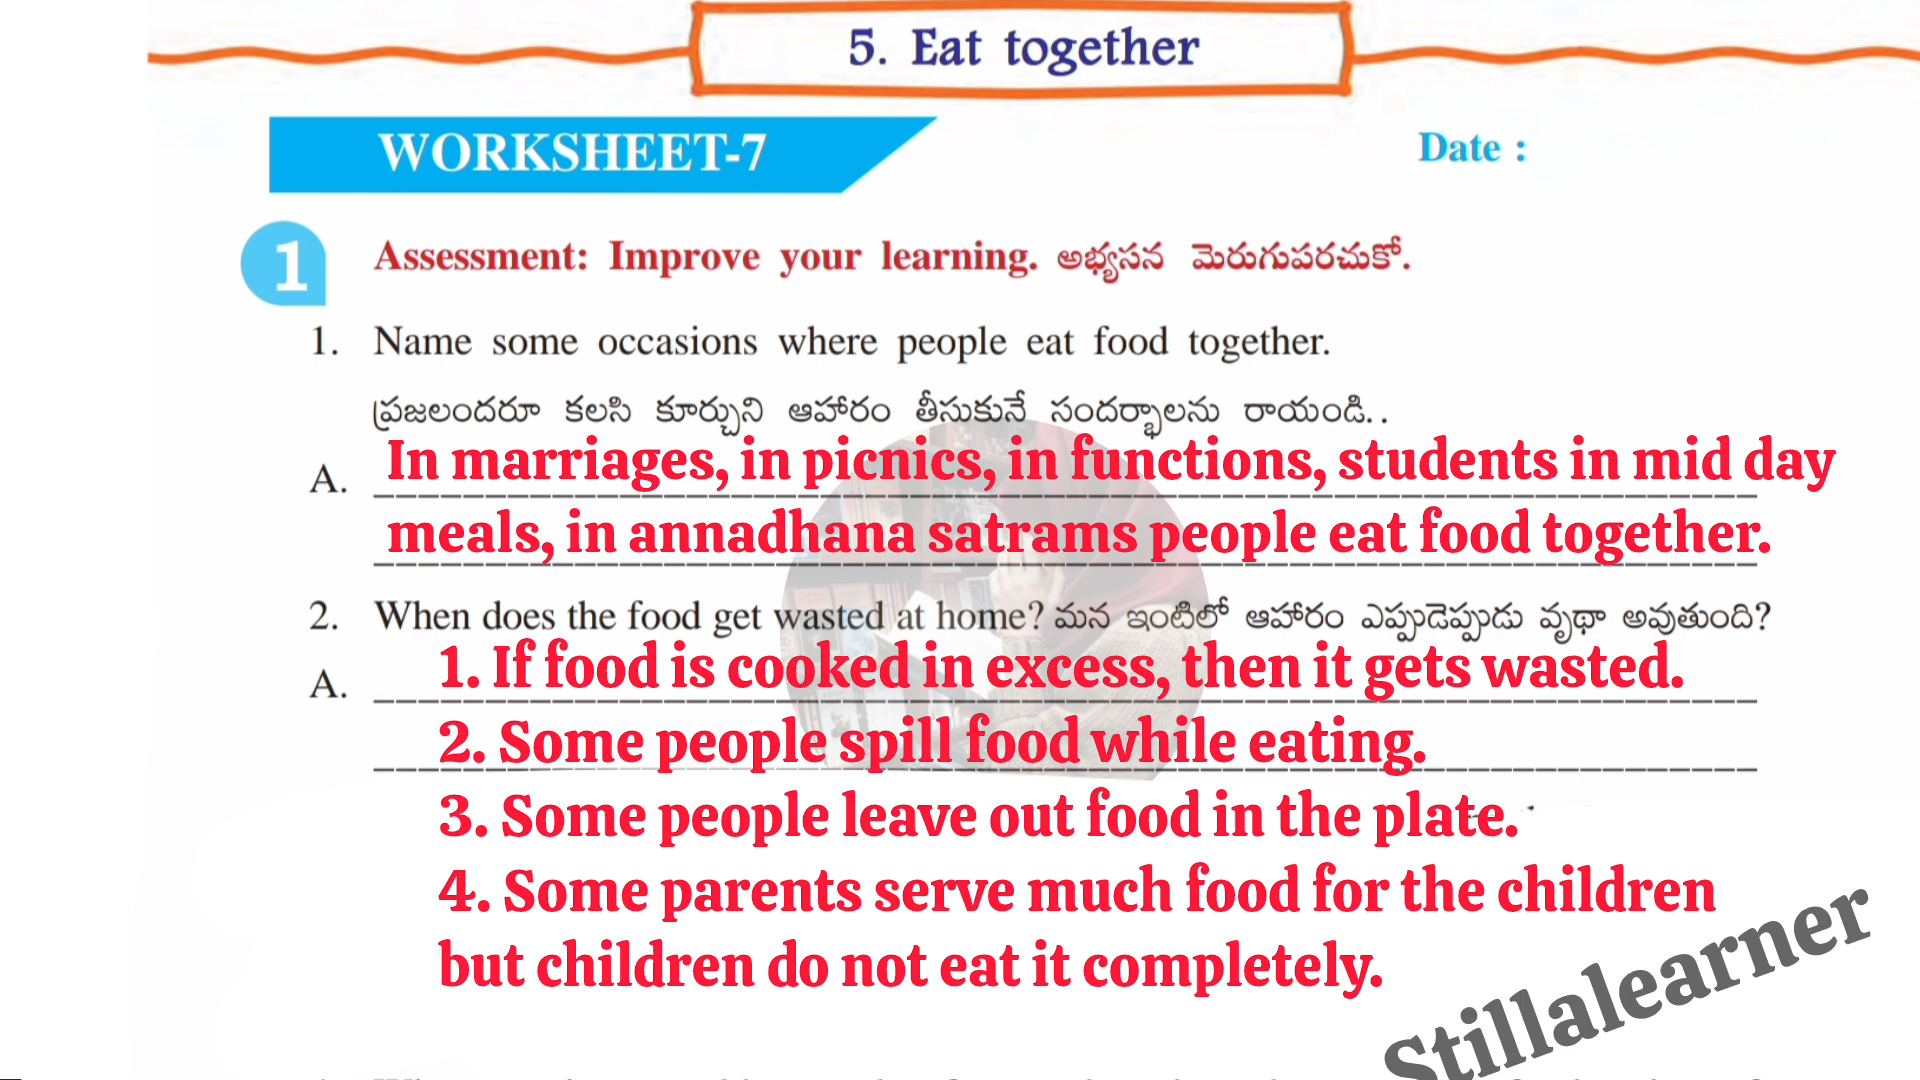 5. Eat together
WORKSHEET-7
Date :
1 Assessment: Improve your learning. అభ్యసన మెరుగుపరచుకో.
1. Name some occasions where people eat food together.
ప్రజలందరూ కలసి కూర్చుని ఆహారం తీసుకునే సందర్భాలను రాయండి..
A. In marriages, in picnics, in functions, students in mid day
meals, in annadhana satrams people eat food together.
2. When does the food get wasted at home? మన ఇంటిలో ఆహారం ఎప్పుడెప్పుడు వృథా అవుతుంది?
A. 1. If food is cooked in excess, then it gets wasted.
2. Some people spill food while eating.
3. Some people leave out food in the plate.
4. Some parents serve much food for the children
but children do not eat it completely.
Stillalearner